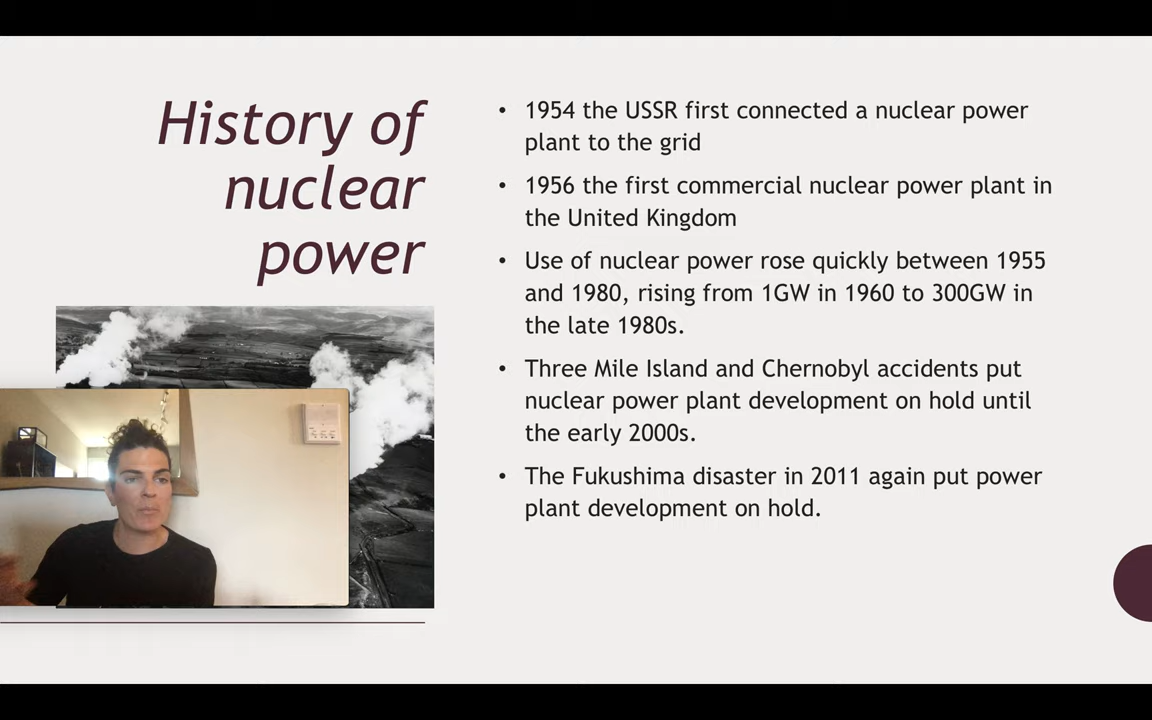 History of
nuclear
power
• 1954 the USSR first connected a nuclear power
plant to the grid
• 1956 the first commercial nuclear power plant in
the United Kingdom
• Use of nuclear power rose quickly between 1955
and 1980, rising from 1GW in 1960 to 300GW in
the late 1980s.
• Three Mile Island and Chernobyl accidents put
nuclear power plant development on hold until
the early 2000s.
• The Fukushima disaster in 2011 again put power
plant development on hold.